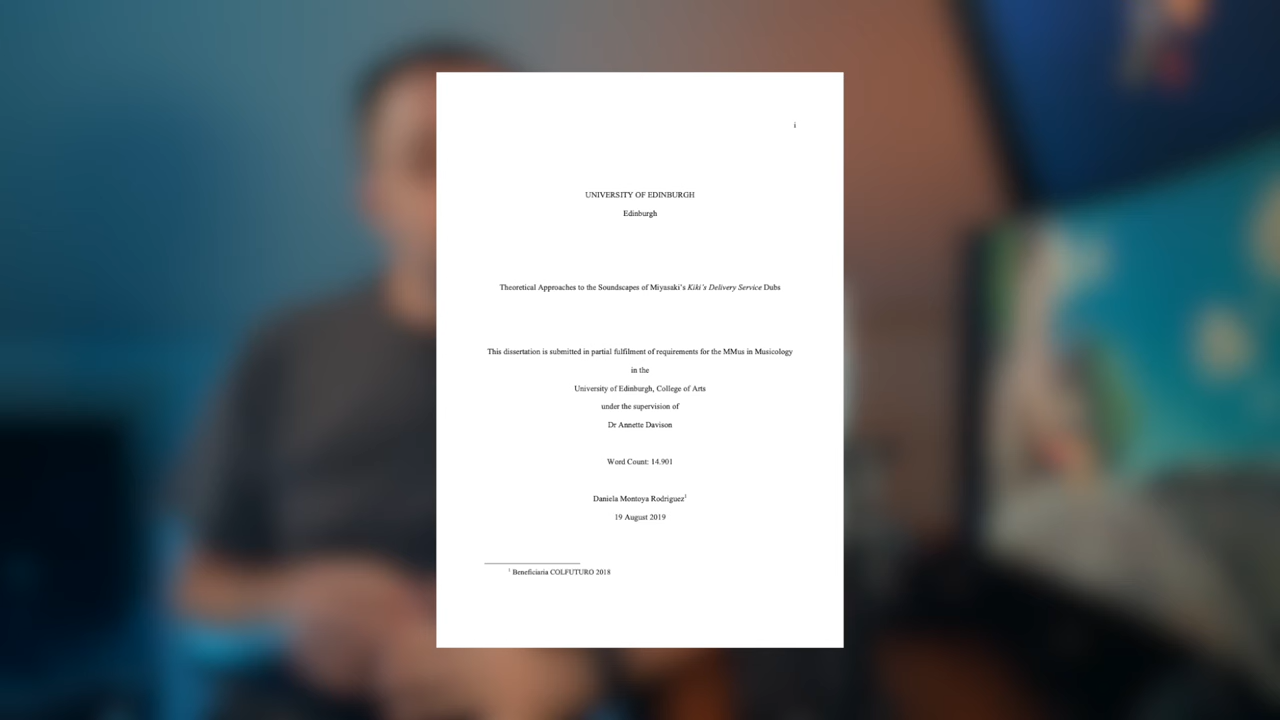 i
UNIVERSITY OF EDINBURGH
Edinburgh
Theoretical Approaches to the Soundscapes of Miyasaki's Kiki's Delivery Service Dubs
This dissertation is submitted in partial fulfilment of requirements for the MMus in Musicology
in the
University of Edinburgh, College of Arts
under the supervision of
Dr Annette Davison
Word Count: 14.901
Daniela Montoya Rodriguez¹
19 August 2019
¹ Beneficiaria COLFUTURO 2018